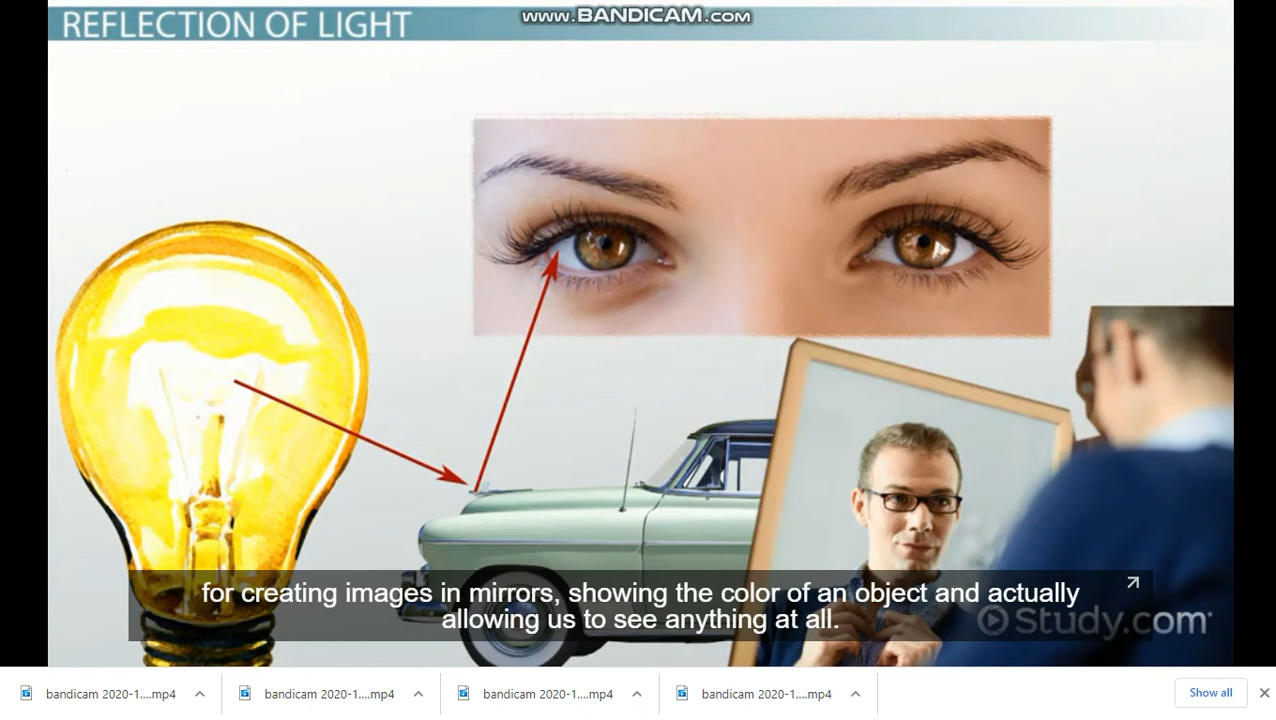 REFLECTION OF LIGHT
www.BANDICAM.com
for creating images in mirrors, showing the color of an object and actually
allowing us to see anything at all.
Study.com
bandicam 2020-1....mp4
bandicam 2020-1....mp4
bandicam 2020-1....mp4
bandicam 2020-1....mp4
Show all